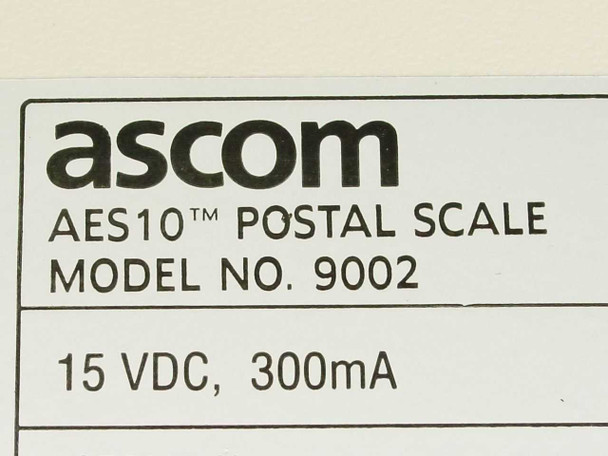 ascom
AES10™ POSTAL SCALE
MODEL NO. 9002
15 VDC, 300mA